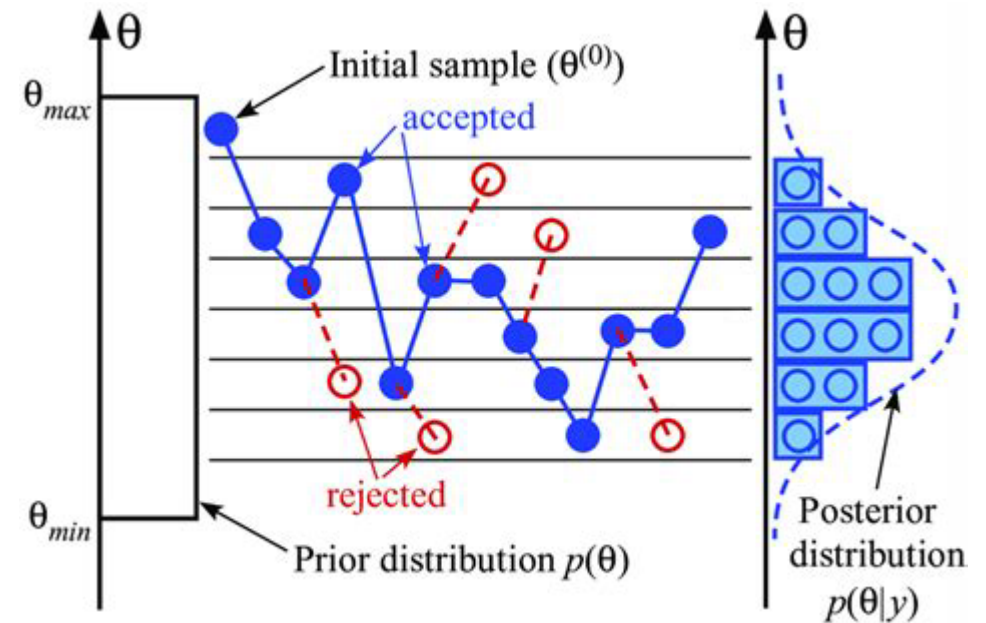 θ
θ
Initial sample (θ⁽⁰⁾)
θmax
accepted
rejected
θmin
Prior distribution p(θ)
Posterior
distribution
p(θ|y)